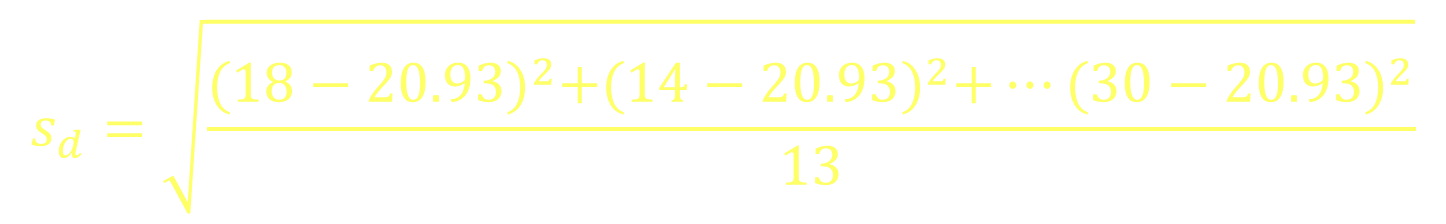 s_d = √((18 − 20.93)²+(14 − 20.93)²+ ⋯ (30 − 20.93)² / 13)